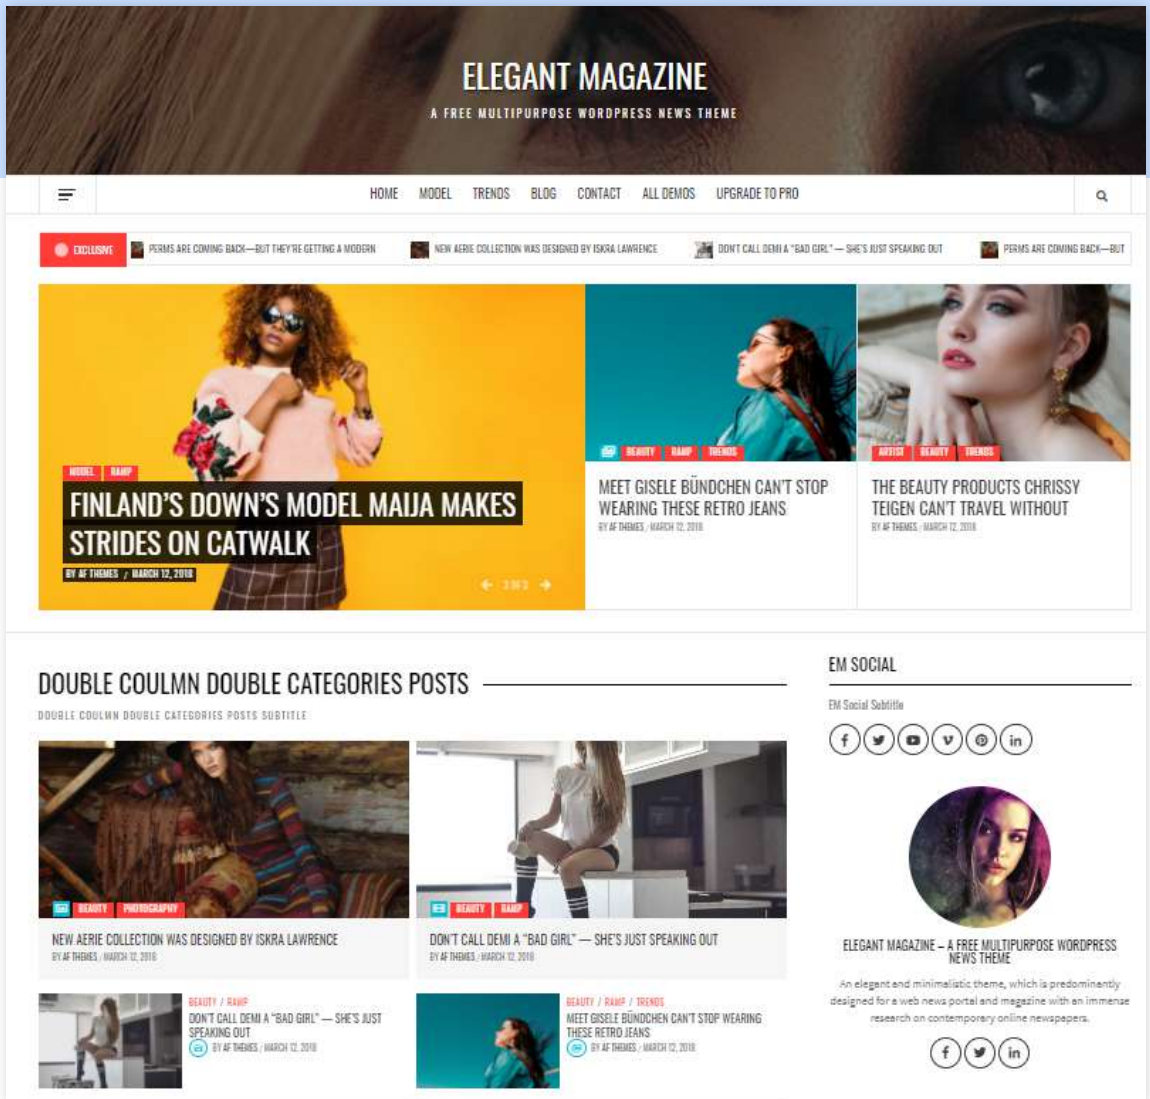 ELEGANT MAGAZINE
A FREE MULTIPURPOSE WORDPRESS NEWS THEME
HOME MODEL TRENDS BLOG CONTACT ALL DEMOS UPGRADE TO PRO
EXCLUSIVE PERMS ARE COMING BACK—BUT THEY'RE GETTING A MODERN NEW AERIE COLLECTION WAS DESIGNED BY ISKRA LAWRENCE DON'T CALL DEMI A "BAD GIRL" — SHE'S JUST SPEAKING OUT PERMS ARE COMING BACK—BUT
MODEL RAMP
FINLAND'S DOWN'S MODEL MAIJA MAKES
STRIDES ON CATWALK
BY AF THEMES / MARCH 12, 2018
3 OF 3
BEAUTY RAMP TRENDS
MEET GISELE BÜNDCHEN CAN'T STOP
WEARING THESE RETRO JEANS
BY AF THEMES / MARCH 12, 2018
ARTIST BEAUTY TRENDS
THE BEAUTY PRODUCTS CHRISSY
TEIGEN CAN'T TRAVEL WITHOUT
BY AF THEMES / MARCH 12, 2018
DOUBLE COULMN DOUBLE CATEGORIES POSTS
DOUBLE COULMN DOUBLE CATEGORIES POSTS SUBTITLE
BEAUTY PHOTOGRAPHY
NEW AERIE COLLECTION WAS DESIGNED BY ISKRA LAWRENCE
BY AF THEMES / MARCH 12, 2018
BEAUTY RAMP
DON'T CALL DEMI A "BAD GIRL" — SHE'S JUST SPEAKING OUT
BY AF THEMES / MARCH 12, 2018
BEAUTY / RAMP
DON'T CALL DEMI A "BAD GIRL" — SHE'S JUST
SPEAKING OUT
BY AF THEMES / MARCH 12, 2018
BEAUTY / RAMP / TRENDS
MEET GISELE BÜNDCHEN CAN'T STOP WEARING
THESE RETRO JEANS
BY AF THEMES / MARCH 12, 2018
EM SOCIAL
EM Social Subtitle
ELEGANT MAGAZINE – A FREE MULTIPURPOSE WORDPRESS
NEWS THEME
An elegant and minimalistic theme, which is predominantly
designed for a web news portal and magazine with an immense
research on contemporary online newspapers.